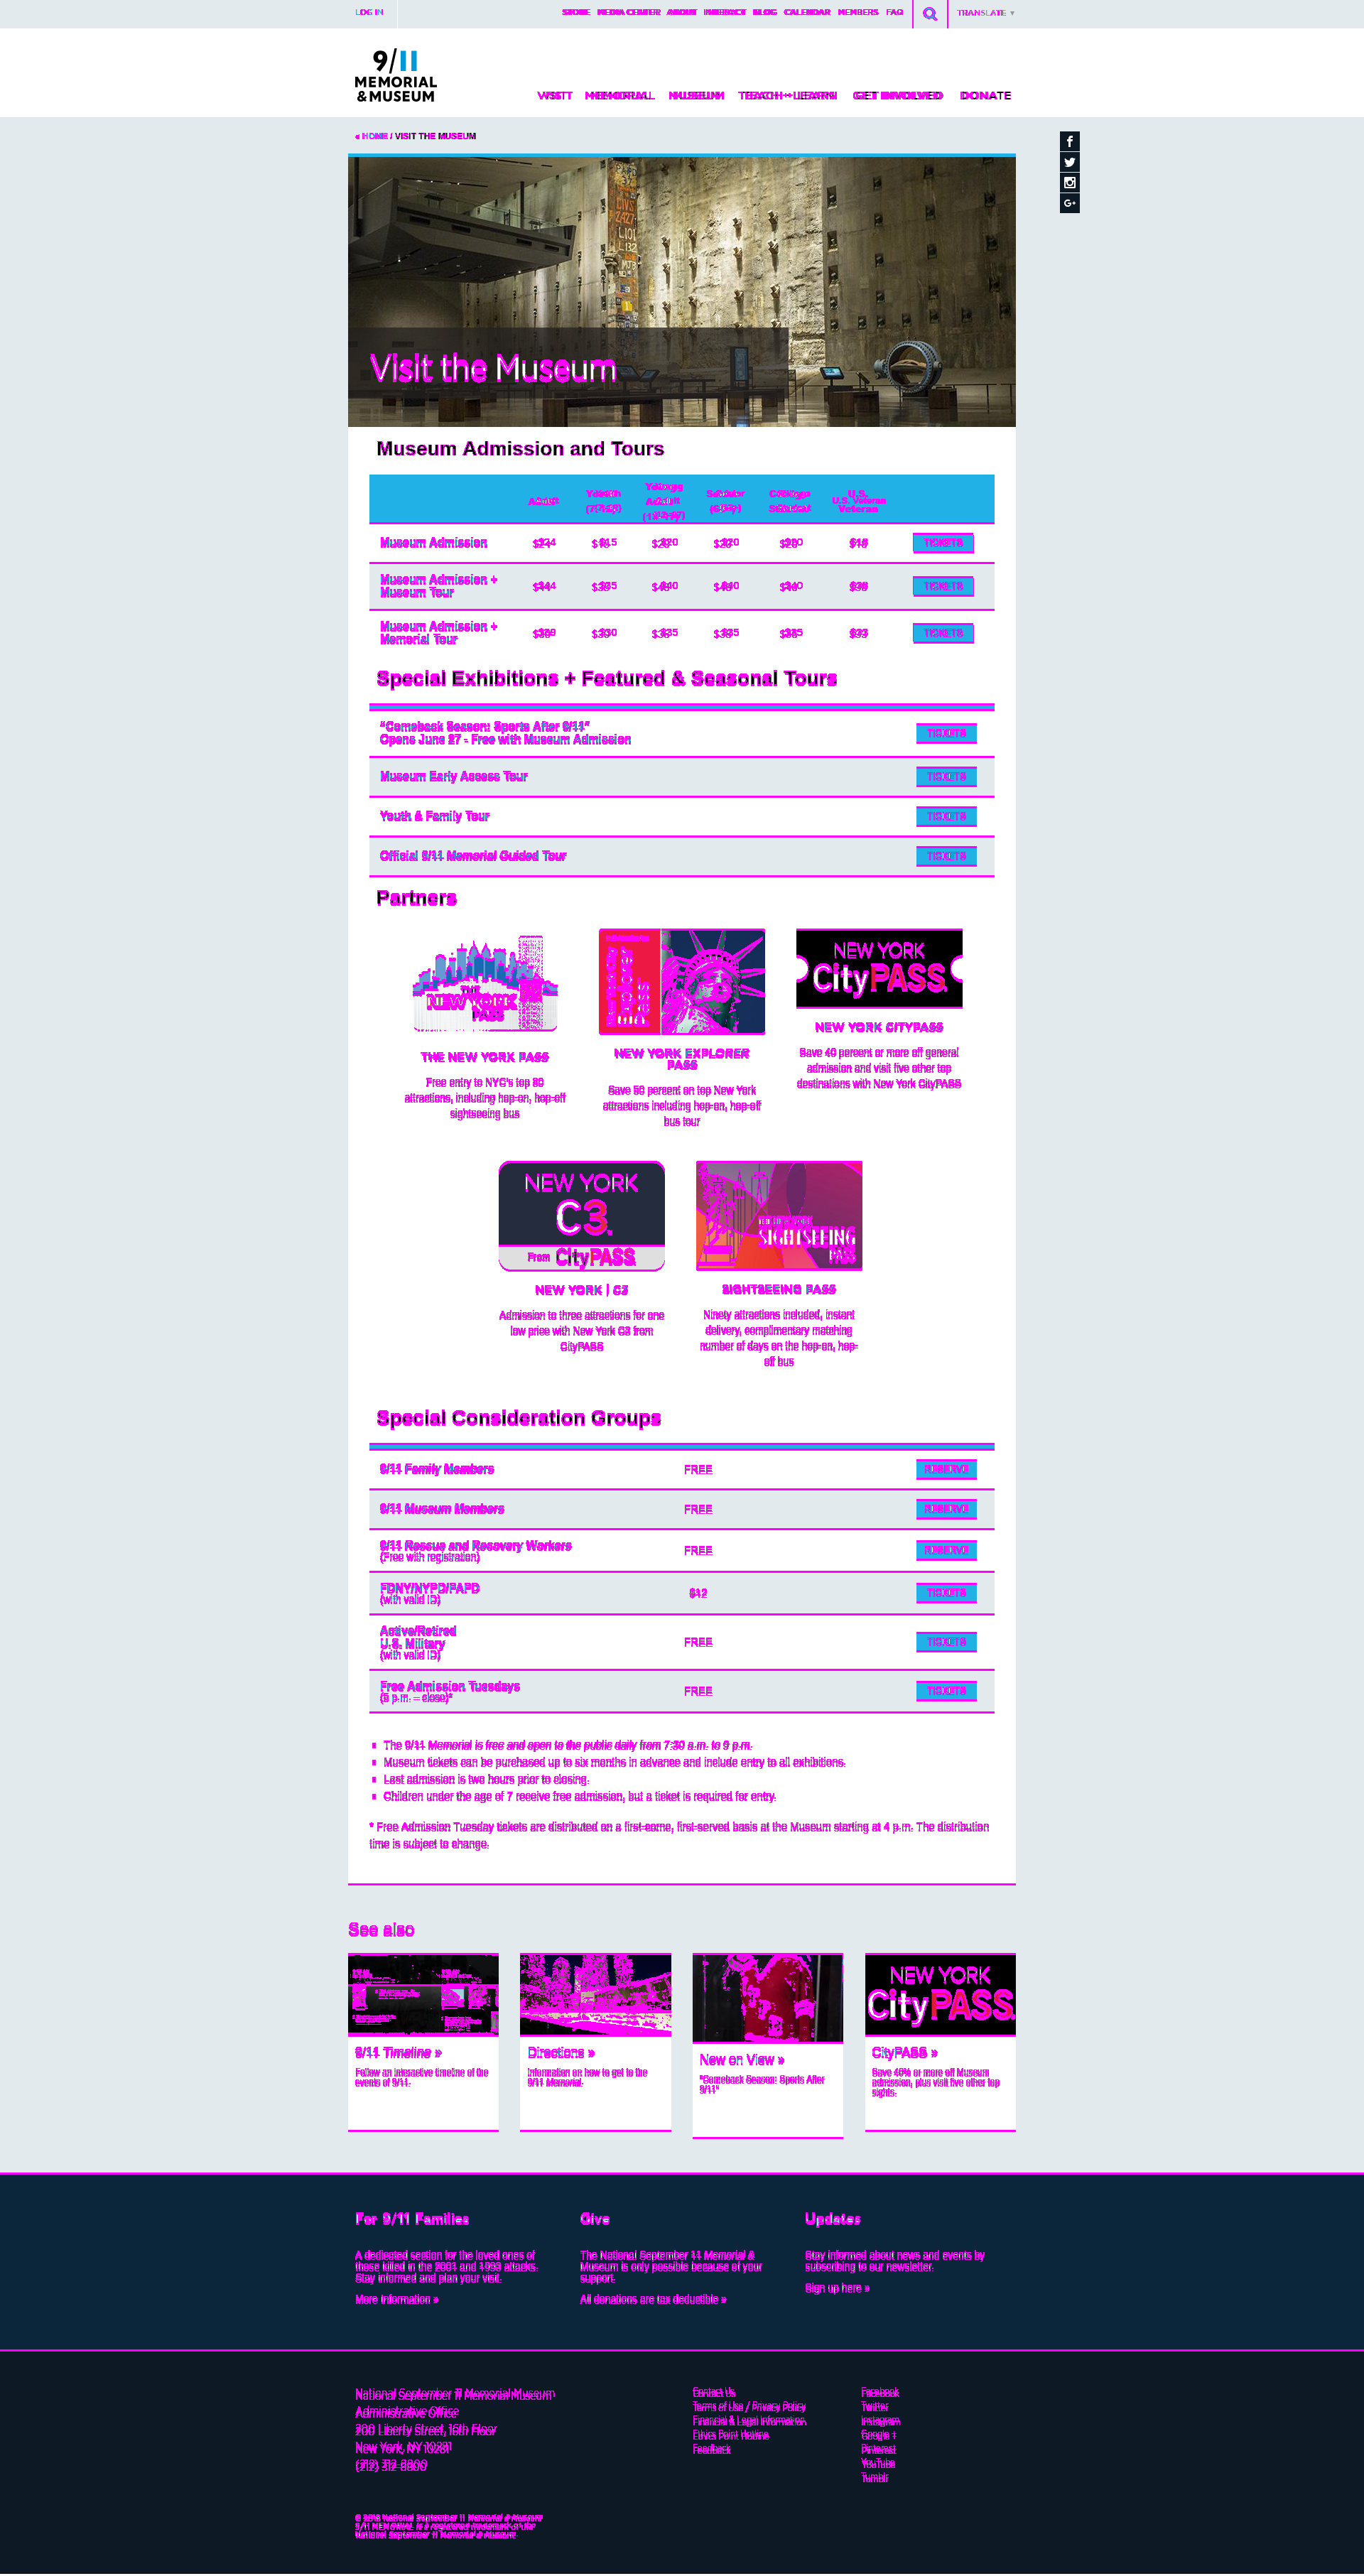 LOG IN
STORE MEDIA CENTER ABOUT INTERACT BLOG CALENDAR MEMBERS FAQ TRANSLATE ▼
9/11
MEMORIAL
&MUSEUM
VISIT MEMORIAL MUSEUM TEACH + LEARN GET INVOLVED DONATE
« HOME / VISIT THE MUSEUM
Visit the Museum
Museum Admission and Tours
Adult
U.S. Veteran
Museum Admission $24 $15 $20 $20 $20 $18 TICKETS
Museum Admission +
Museum Tour
$44 $35 $40 $40 $40 $38 TICKETS
Museum Admission +
Memorial Tour
$39 $30 $35 $35 $35 $33 TICKETS
Special Exhibitions + Featured & Seasonal Tours
“Comeback Season: Sports After 9/11”
Opens June 27 - Free with Museum Admission
TICKETS
Museum Early Access Tour TICKETS
Youth & Family Tour TICKETS
Official 9/11 Memorial Guided Tour TICKETS
Partners
THE
NEW YORK
PASS
NEW YORK
CityPASS.
THE NEW YORK PASS
Free entry to NYC's top 80
attractions, including hop-on, hop-off
sightseeing bus
NEW YORK EXPLORER
PASS
Save 50 percent on top New York
attractions including hop-on, hop-off
bus tour
NEW YORK CITYPASS
Save 40 percent or more off general
admission and visit five other top
destinations with New York CityPASS
NEW YORK
C3.
From CityPASS
SIGHTSEEING
PASS
NEW YORK | C3
Admission to three attractions for one
low price with New York C3 from
CityPASS
SIGHTSEEING PASS
Ninety attractions included, instant
delivery, complimentary matching
number of days on the hop-on, hop-
off bus
Special Consideration Groups
9/11 Family Members FREE RESERVE
9/11 Museum Members FREE RESERVE
9/11 Rescue and Recovery Workers
(Free with registration)
FREE RESERVE
FDNY/NYPD/PAPD
(with valid ID)
$12 TICKETS
Active/Retired
U.S. Military
(with valid ID)
FREE TICKETS
Free Admission Tuesdays
(5 p.m. – close)*
FREE TICKETS
The 9/11 Memorial is free and open to the public daily from 7:30 a.m. to 9 p.m.
Museum tickets can be purchased up to six months in advance and include entry to all exhibitions.
Last admission is two hours prior to closing.
Children under the age of 7 receive free admission, but a ticket is required for entry.
* Free Admission Tuesday tickets are distributed on a first-come, first-served basis at the Museum starting at 4 p.m. The distribution
time is subject to change.
See also
NEW YORK
CityPASS.
9/11 Timeline »
Follow an interactive timeline of the
events of 9/11.
Directions »
Information on how to get to the
9/11 Memorial.
Now on View »
"Comeback Season: Sports After
9/11"
CityPASS »
Save 40% or more off Museum
admission, plus visit five other top
sights.
For 9/11 Families
A dedicated section for the loved ones of
those killed in the 2001 and 1993 attacks.
Stay informed and plan your visit.
More Information »
Give
The National September 11 Memorial &
Museum is only possible because of your
support.
All donations are tax deductible »
Updates
Stay informed about news and events by
subscribing to our newsletter.
Sign up here »
National September 11 Memorial Museum
Administrative Office
200 Liberty Street, 16th Floor
New York, NY 10281
(212) 312-8800
Contact Us
Terms of Use / Privacy Policy
Financial & Legal Information
Ethics Point Hotline
Feedback
Facebook
Twitter
Instagram
Google +
Pinterest
YouTube
Tumblr
© 2018 National September 11 Memorial & Museum
9/11 MEMORIAL is a registered trademark of the
National September 11 Memorial & Museum.